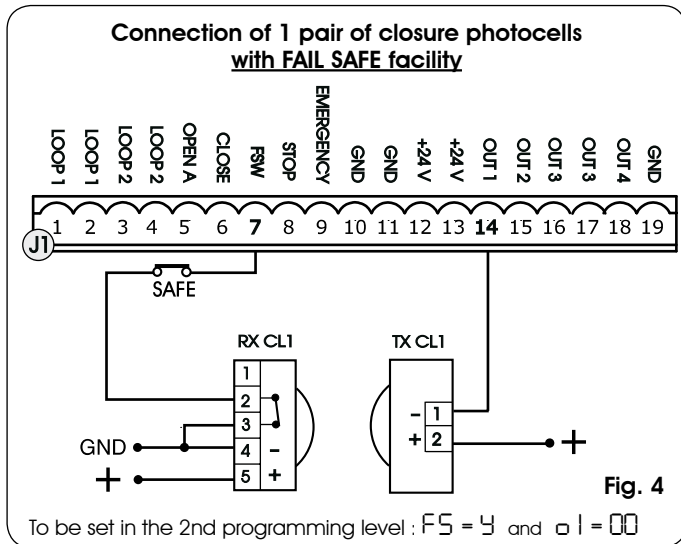 Connection of 1 pair of closure photocells
with FAIL SAFE facility
LOOP 1
LOOP 1
LOOP 2
LOOP 2
OPEN A
CLOSE
FSW
STOP
EMERGENCY
GND
GND
+24 V
+24 V
OUT 1
OUT 2
OUT 3
OUT 3
OUT 4
GND
1 2 3 4 5 6 7 8 9 10 11 12 13 14 15 16 17 18 19
J1
SAFE
RX CL1
1
2
3
GND 4 -
+ 5 +
TX CL1
- 1
+ 2 +
Fig. 4
To be set in the 2nd programming level : FS = Y and o1 = 00